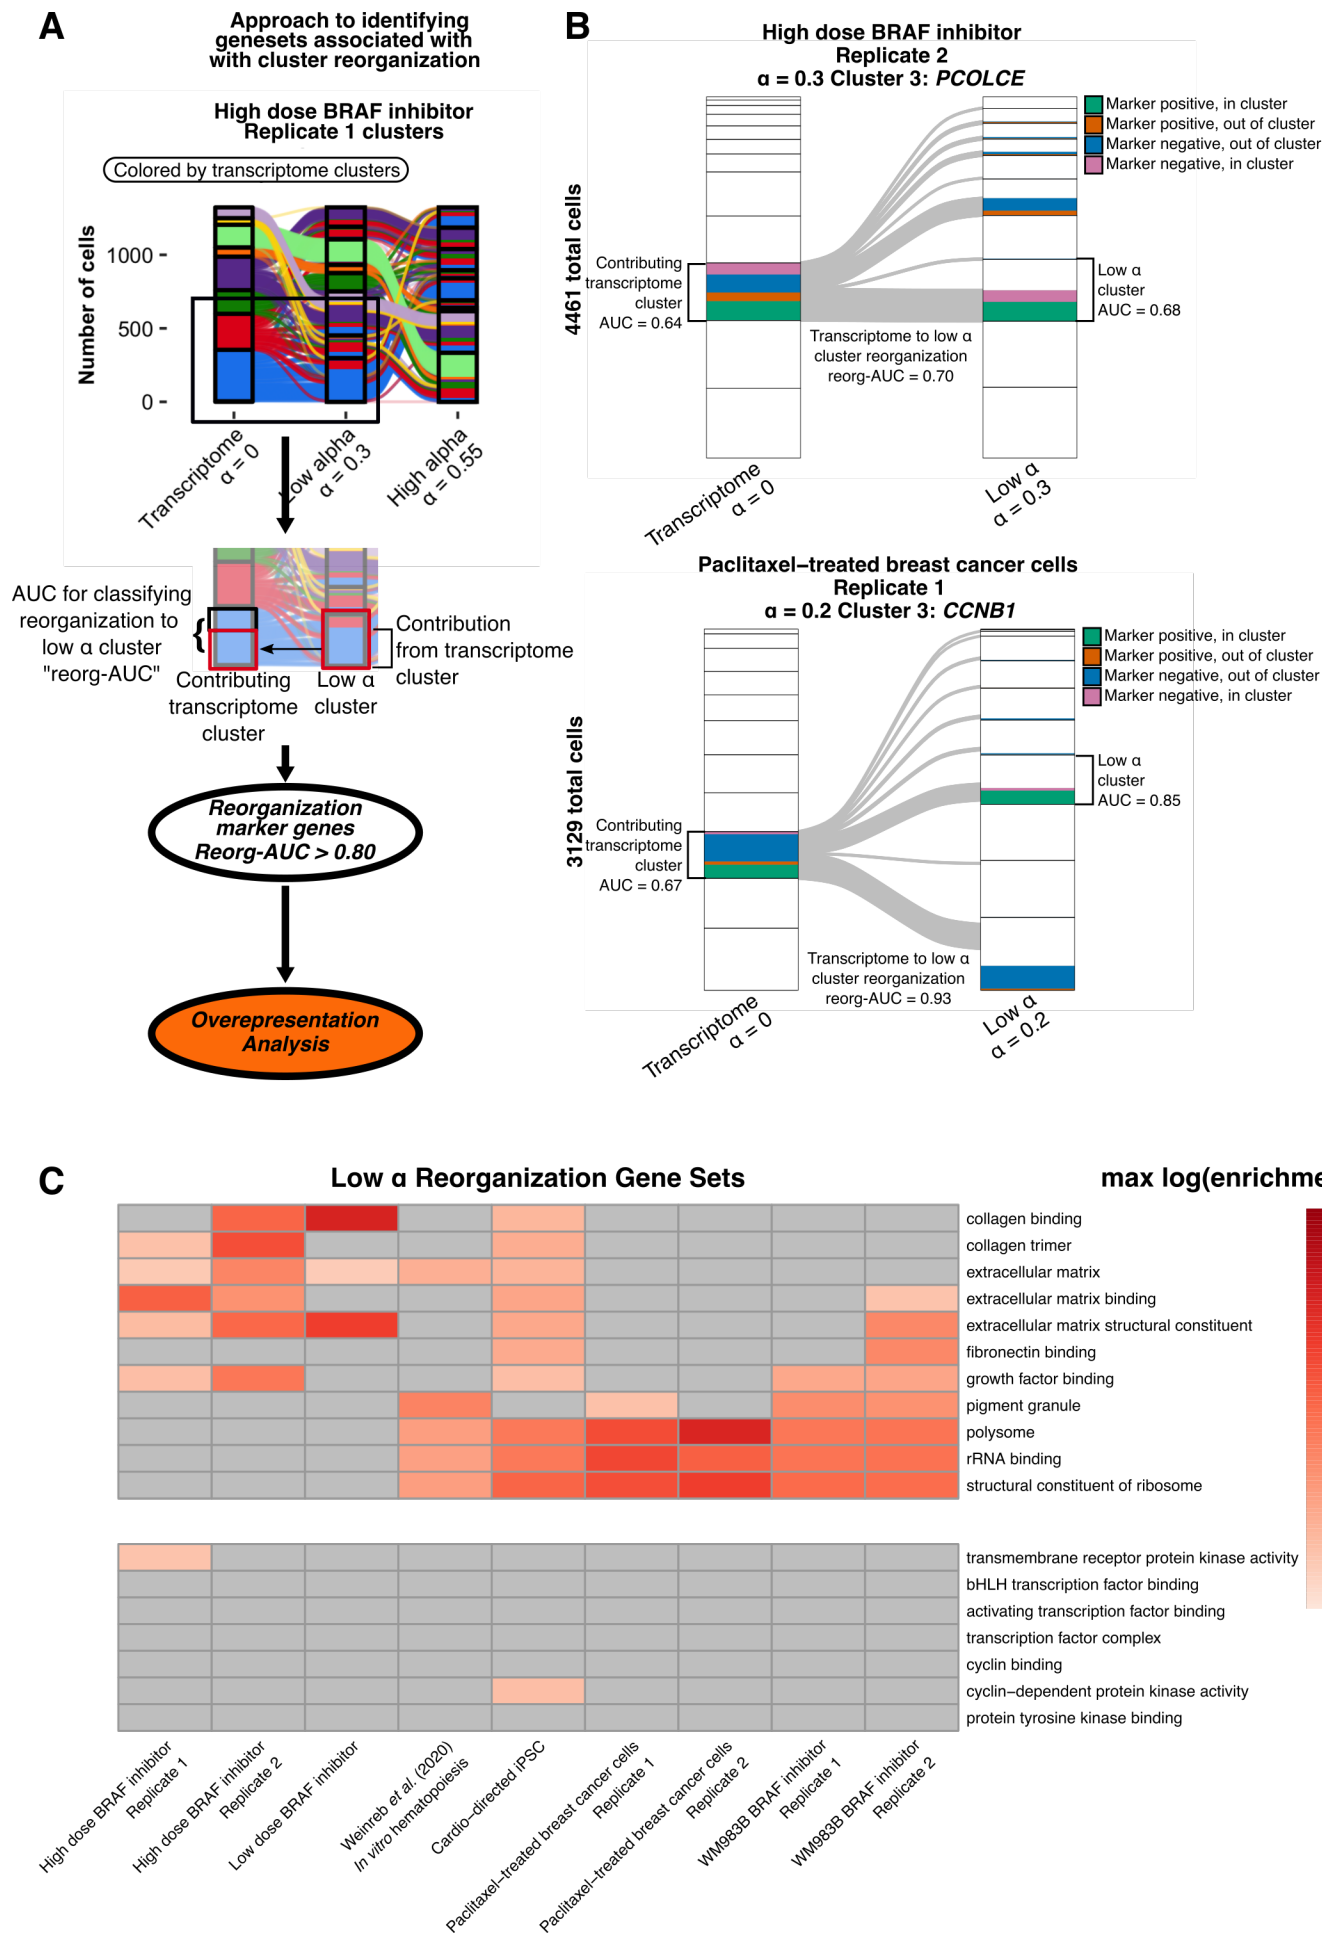 A
Approach to identifying
genesets associated with
with cluster reorganization
High dose BRAF inhibitor
Replicate 1 clusters
Colored by transcriptome clusters
Number of cells
1000
500
0
Transcriptome
α = 0
Low alpha
α = 0.3
High alpha
α = 0.55
AUC for classifying
reorganization to
low α cluster
"reorg-AUC"
{
Contribution
from transcriptome
cluster
Contributing
transcriptome
cluster
Low α
cluster
Reorganization
marker genes
Reorg-AUC > 0.80
Overepresentation
Analysis
B
High dose BRAF inhibitor
Replicate 2
α = 0.3 Cluster 3: PCOLCE
Marker positive, in cluster
Marker positive, out of cluster
Marker negative, out of cluster
Marker negative, in cluster
4461 total cells
Contributing
transcriptome
cluster
AUC = 0.64
Low α
cluster
AUC = 0.68
Transcriptome to low α
cluster reorganization
reorg-AUC = 0.70
Transcriptome
α = 0
Low α
α = 0.3
Paclitaxel−treated breast cancer cells
Replicate 1
α = 0.2 Cluster 3: CCNB1
Marker positive, in cluster
Marker positive, out of cluster
Marker negative, out of cluster
Marker negative, in cluster
3129 total cells
Contributing
transcriptome
cluster
AUC = 0.67
Low α
cluster
AUC = 0.85
Transcriptome to low α
cluster reorganization
reorg-AUC = 0.93
Transcriptome
α = 0
Low α
α = 0.2
C
Low α Reorganization Gene Sets
max log(enrichme
collagen binding
collagen trimer
extracellular matrix
extracellular matrix binding
extracellular matrix structural constituent
fibronectin binding
growth factor binding
pigment granule
polysome
rRNA binding
structural constituent of ribosome
transmembrane receptor protein kinase activity
bHLH transcription factor binding
activating transcription factor binding
transcription factor complex
cyclin binding
cyclin−dependent protein kinase activity
protein tyrosine kinase binding
High dose BRAF inhibitor
Replicate 1
High dose BRAF inhibitor
Replicate 2
Low dose BRAF inhibitor
Weinreb et al. (2020)
In vitro hematopoiesis
Cardio−directed iPSC
Paclitaxel−treated breast cancer cells
Replicate 1
Paclitaxel−treated breast cancer cells
Replicate 2
WM983B BRAF inhibitor
Replicate 1
WM983B BRAF inhibitor
Replicate 2